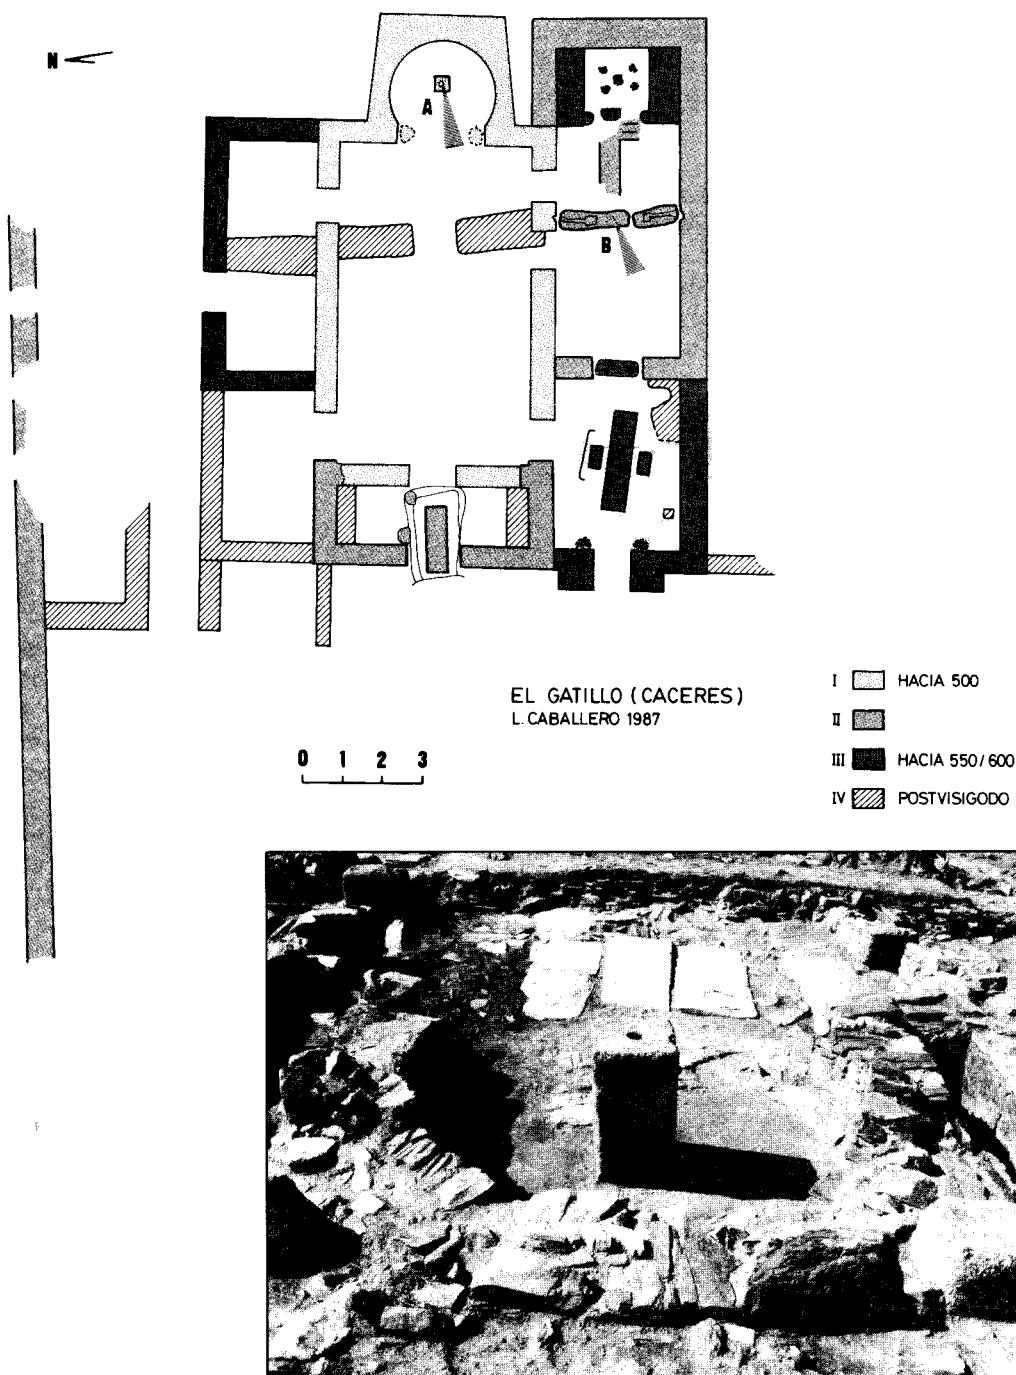 N
A
B
EL GATILLO (CACERES)
L. CABALLERO 1987
0 1 2 3
I HACIA 500
II
III HACIA 550/600
IV POSTVISIGODO